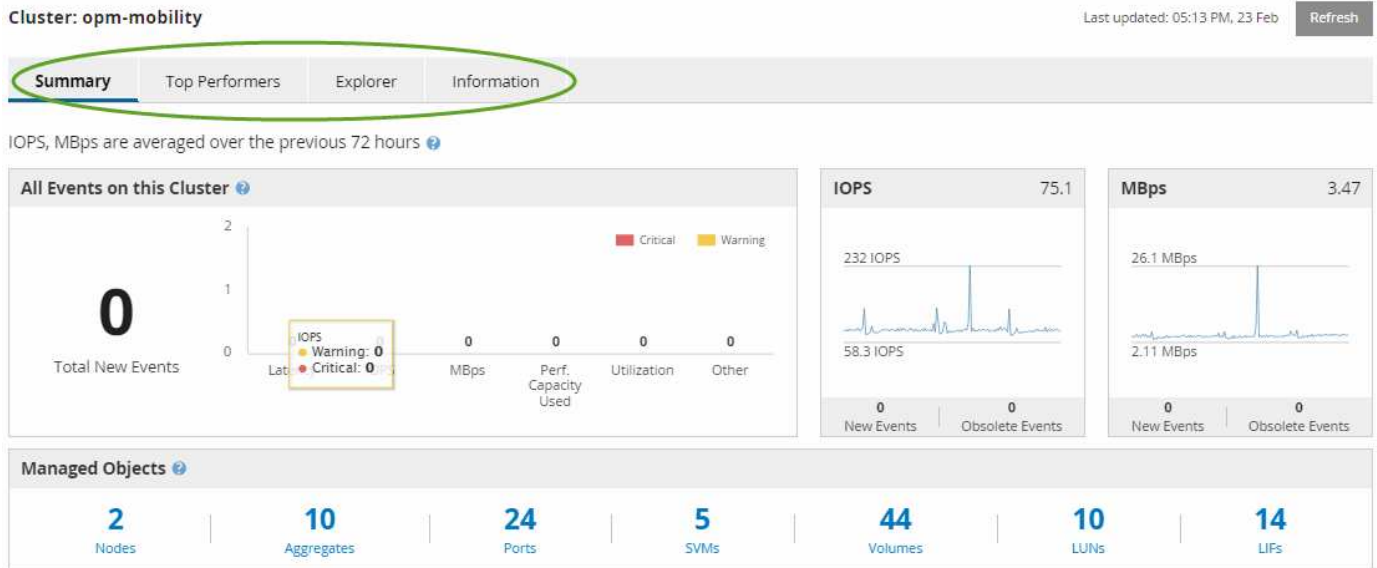 Cluster: opm-mobility
Last updated: 05:13 PM, 23 Feb
Refresh
Summary
Top Performers
Explorer
Information
IOPS, MBps are averaged over the previous 72 hours
All Events on this Cluster
0
Total New Events
2
1
0
Critical
Warning
IOPS
Warning: 0
Critical: 0
0
0
0
0
MBps
Perf.
Capacity
Used
Utilization
Other
IOPS 75.1
232 IOPS
58.3 IOPS
0
New Events
0
Obsolete Events
MBps 3.47
26.1 MBps
2.11 MBps
0
New Events
0
Obsolete Events
Managed Objects
2
Nodes
10
Aggregates
24
Ports
5
SVMs
44
Volumes
10
LUNs
14
LIFs